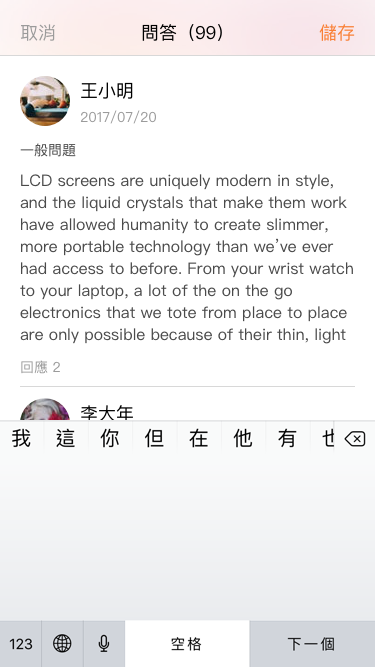 取消 問答（99） 儲存
王小明
2017/07/20
一般問題
LCD screens are uniquely modern in style,
and the liquid crystals that make them work
have allowed humanity to create slimmer,
more portable technology than we’ve ever
had access to before. From your wrist watch
to your laptop, a lot of the on the go
electronics that we tote from place to place
are only possible because of their thin, light
回應 2
李大年
我 這 你 但 在 他 有 也
123 空格 下一個